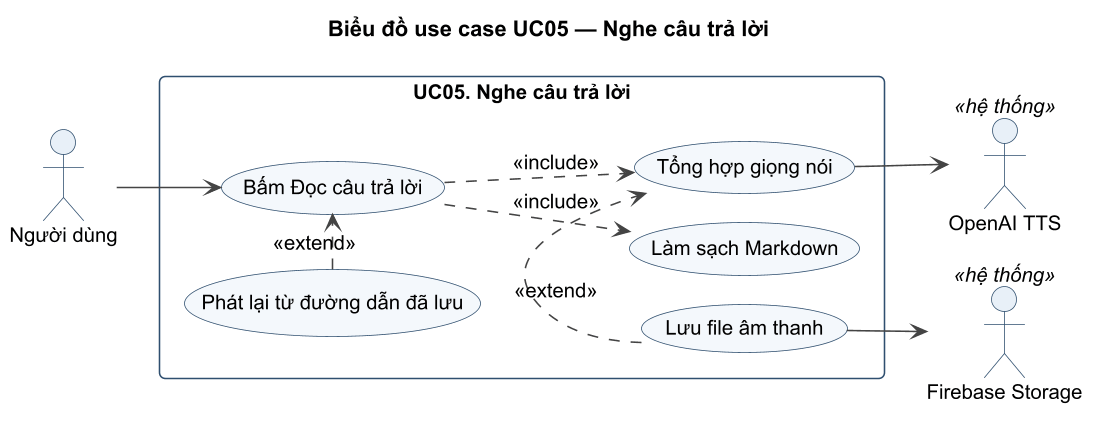 Biểu đồ use case UC05 — Nghe câu trả lời
UC05. Nghe câu trả lời
«hệ thống»
«include»
Tổng hợp giọng nói
Bấm Đọc câu trả lời
«include»
OpenAI TTS
Người dùng
«extend»
Làm sạch Markdown
«hệ thống»
Phát lại từ đường dẫn đã lưu
«extend»
Lưu file âm thanh
Firebase Storage